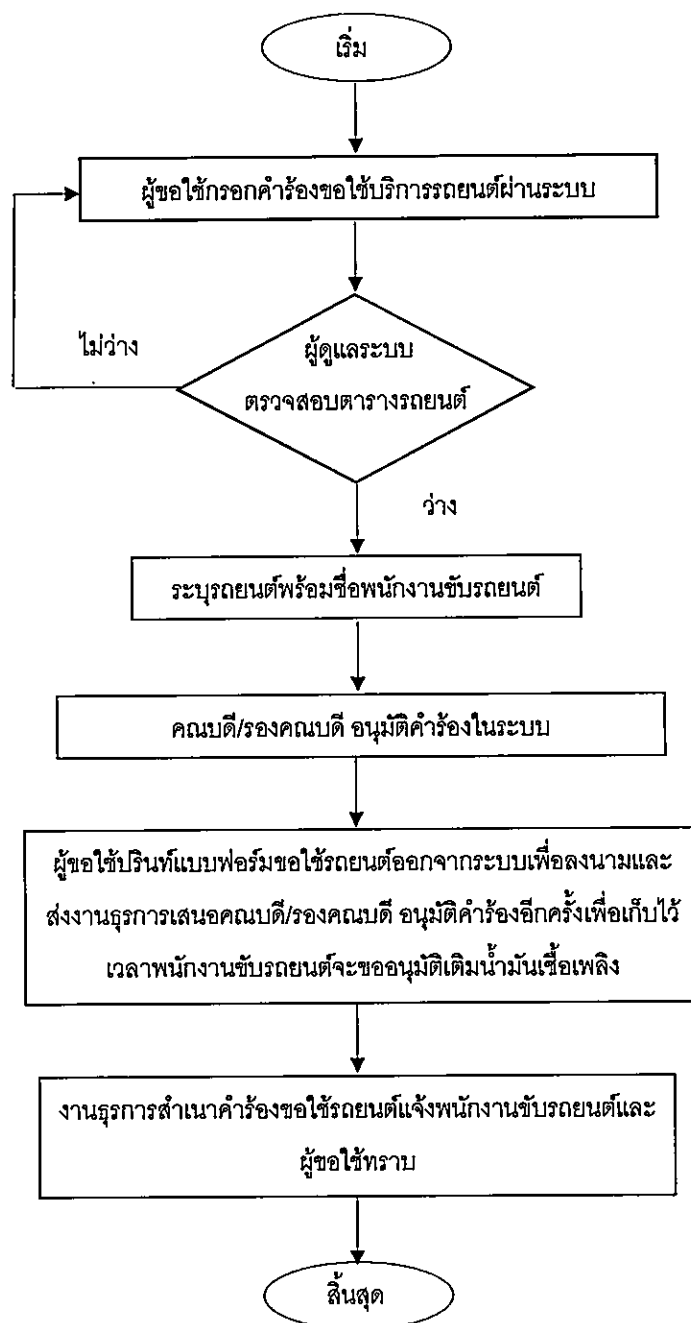 เริ่ม
ผู้ขอใช้กรอกคำร้องขอใช้บริการรถยนต์ผ่านระบบ
ไม่ว่าง
ผู้ดูแลระบบ
ตรวจสอบตารางรถยนต์
ว่าง
ระบุรถยนต์พร้อมชื่อพนักงานขับรถยนต์
คณบดี/รองคณบดี อนุมัติคำร้องในระบบ
ผู้ขอใช้ปรินท์แบบฟอร์มขอใช้รถยนต์ออกจากระบบเพื่อลงนามและ
ส่งงานธุรการเสนอคณบดี/รองคณบดี อนุมัติคำร้องอีกครั้งเพื่อเก็บไว้
เวลาพนักงานขับรถยนต์จะขออนุมัติเติมน้ำมันเชื้อเพลิง
งานธุรการสำเนาคำร้องขอใช้รถยนต์แจ้งพนักงานขับรถยนต์และ
ผู้ขอใช้ทราบ
สิ้นสุด